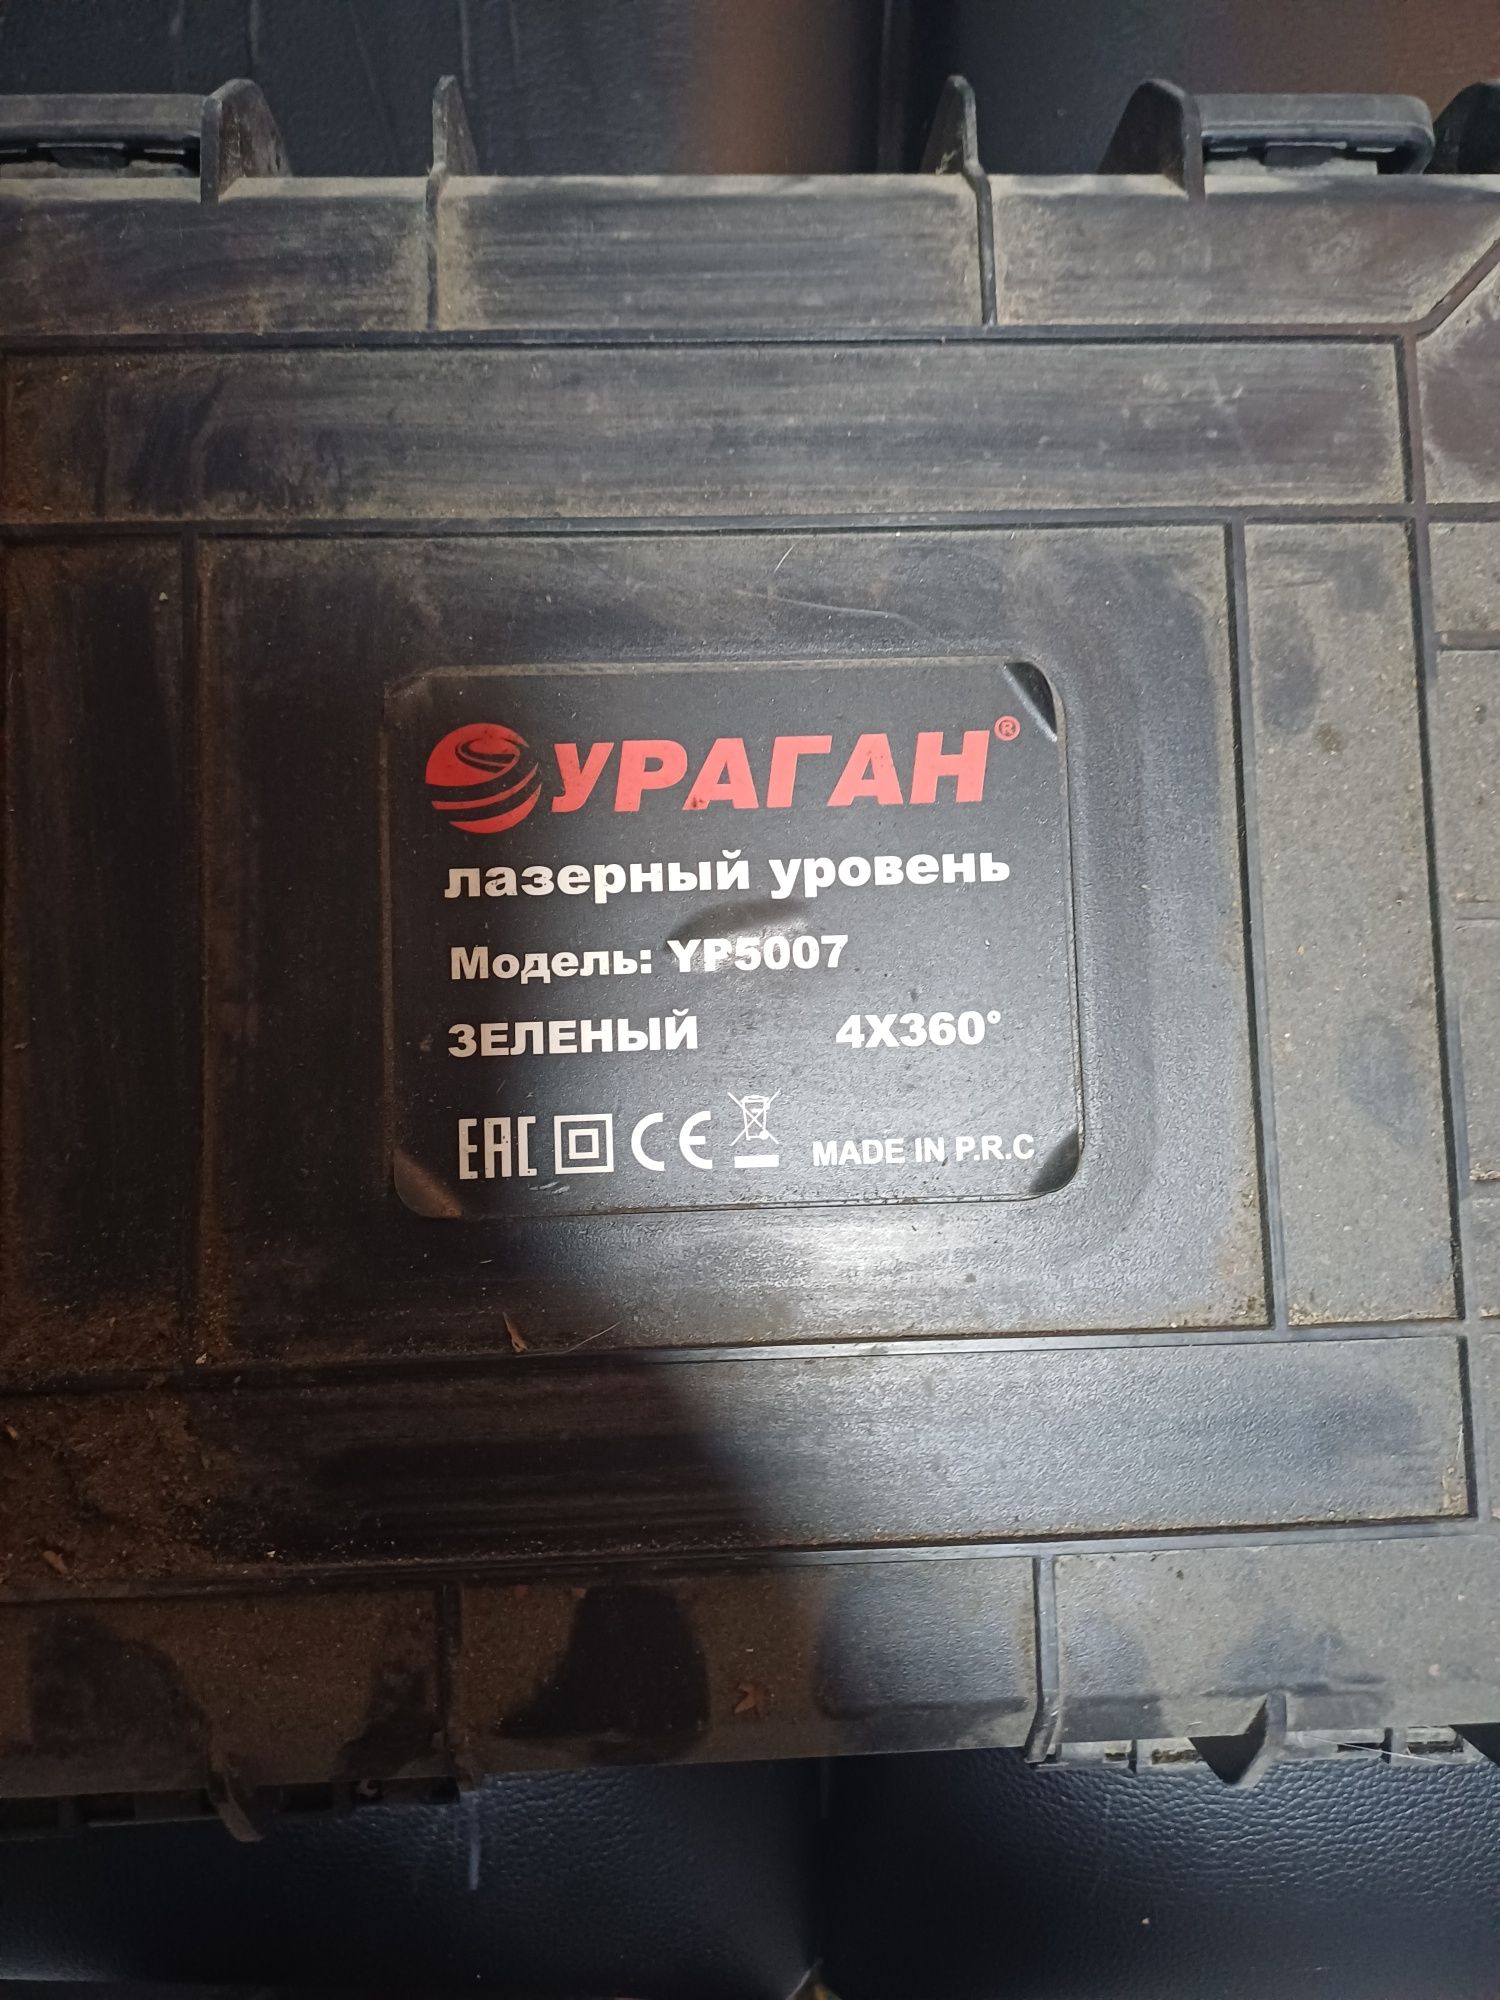 УРАГАН®
лазерный уровень
Модель: YP5007
ЗЕЛЕНЫЙ 4X360°
EAC CE MADE IN P.R.C